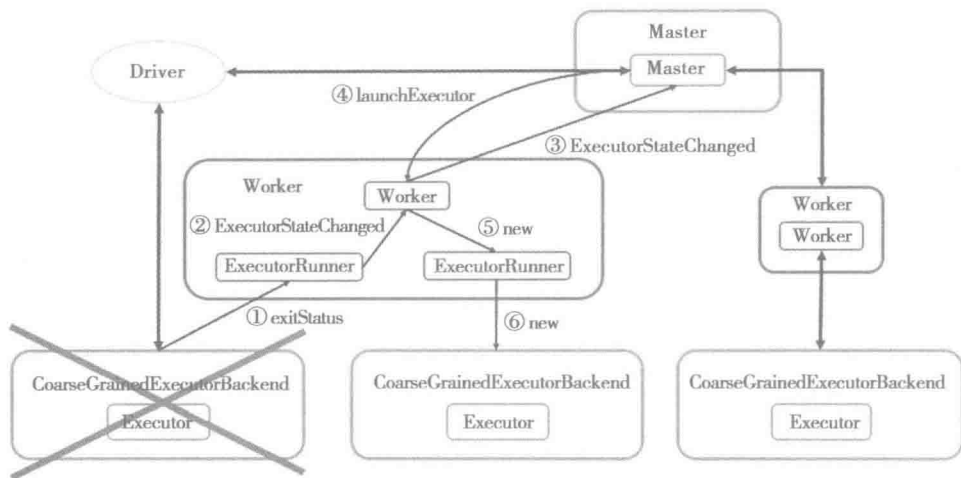 Master
Driver
Master
④ launchExecutor
③ ExecutorStateChanged
Worker
Worker
② ExecutorStateChanged
⑤ new
ExecutorRunner
ExecutorRunner
Worker
Worker
① exitStatus
⑥ new
CoarseGrainedExecutorBackend
Executor
CoarseGrainedExecutorBackend
Executor
CoarseGrainedExecutorBackend
Executor